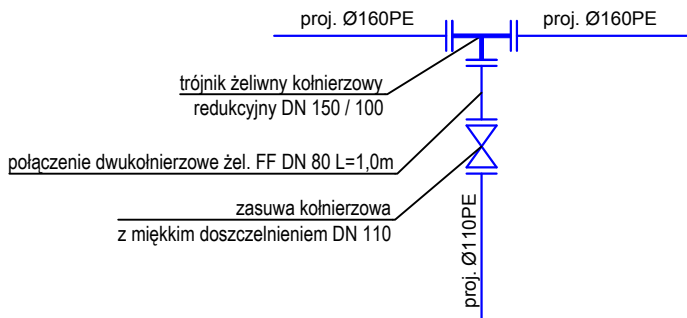 proj. Ø160PE
proj. Ø160PE
trójnik żeliwny kołnierzowy
redukcyjny DN 150 / 100
połączenie dwukołnierzowe żel. FF DN 80 L=1,0m
zasuwa kołnierzowa
z miękkim doszczelnieniem DN 110
proj. Ø110PE